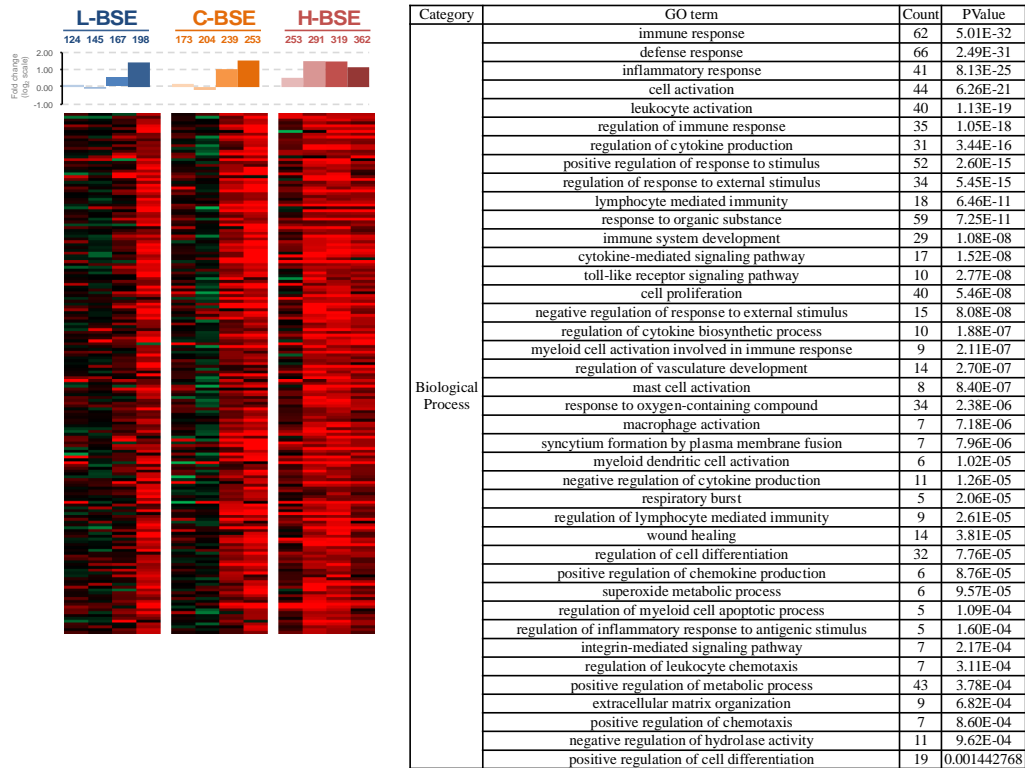 L-BSE C-BSE H-BSE
124 145 167 198 173 204 239 253 253 291 319 362
Fold change
(log2 scale)
2.00
1.00
0.00
-1.00
Category GO term Count PValue
Biological
Process
immune response 62 5.01E-32
defense response 66 2.49E-31
inflammatory response 41 8.13E-25
cell activation 44 6.26E-21
leukocyte activation 40 1.13E-19
regulation of immune response 35 1.05E-18
regulation of cytokine production 31 3.44E-16
positive regulation of response to stimulus 52 2.60E-15
regulation of response to external stimulus 34 5.45E-15
lymphocyte mediated immunity 18 6.46E-11
response to organic substance 59 7.25E-11
immune system development 29 1.08E-08
cytokine-mediated signaling pathway 17 1.52E-08
toll-like receptor signaling pathway 10 2.77E-08
cell proliferation 40 5.46E-08
negative regulation of response to external stimulus 15 8.08E-08
regulation of cytokine biosynthetic process 10 1.88E-07
myeloid cell activation involved in immune response 9 2.11E-07
regulation of vasculature development 14 2.70E-07
mast cell activation 8 8.40E-07
response to oxygen-containing compound 34 2.38E-06
macrophage activation 7 7.18E-06
syncytium formation by plasma membrane fusion 7 7.96E-06
myeloid dendritic cell activation 6 1.02E-05
negative regulation of cytokine production 11 1.26E-05
respiratory burst 5 2.06E-05
regulation of lymphocyte mediated immunity 9 2.61E-05
wound healing 14 3.81E-05
regulation of cell differentiation 32 7.76E-05
positive regulation of chemokine production 6 8.76E-05
superoxide metabolic process 6 9.57E-05
regulation of myeloid cell apoptotic process 5 1.09E-04
regulation of inflammatory response to antigenic stimulus 5 1.60E-04
integrin-mediated signaling pathway 7 2.17E-04
regulation of leukocyte chemotaxis 7 3.11E-04
positive regulation of metabolic process 43 3.78E-04
extracellular matrix organization 9 6.82E-04
positive regulation of chemotaxis 7 8.60E-04
negative regulation of hydrolase activity 11 9.62E-04
positive regulation of cell differentiation 19 0.001442768